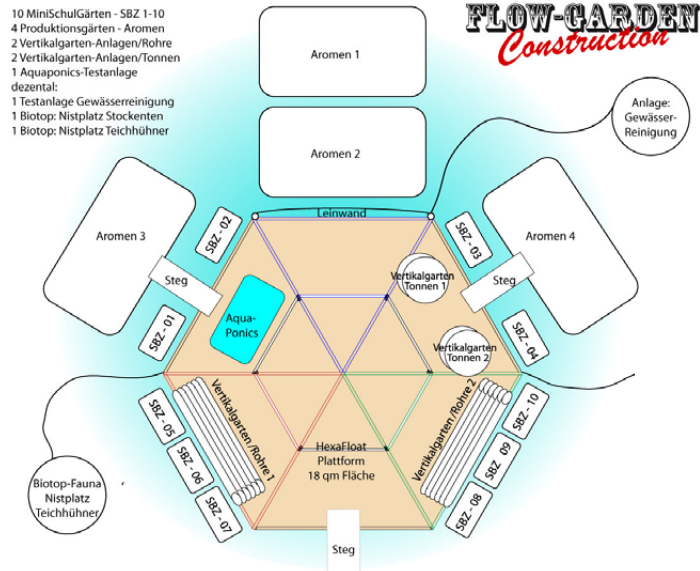 10 MiniSchulGärten - SBZ 1-10
4 Produktionsgärten - Aromen
2 Vertikalgarten-Anlagen/Rohre
2 Vertikalgarten-Anlagen/Tonnen
1 Aquaponics-Testanlage
dezental:
1 Testanlage Gewässerreinigung
1 Biotop: Nistplatz Stockenten
1 Biotop: Nistplatz Teichhühner
FLOW-GARDEN
Construction
Aromen 1
Anlage:
Gewässer-
Reinigung
Aromen 2
Leinwand
Aromen 3
SBZ - 02
SBZ - 03
Aromen 4
Steg
Steg
Vertikalgarten
Tonnen 1
Aqua-
Ponics
SBZ - 01
SBZ - 04
Vertikalgarten
Tonnen 2
SBZ - 05
SBZ - 06
SBZ - 07
Vertikalgarten /Rohre 1
Vertikalgarten /Rohre 2
SBZ - 10
SBZ 09
SBZ - 08
HexaFloat
Plattform
18 qm Fläche
Biotop-Fauna
Nistplatz
Teichhühner
Steg